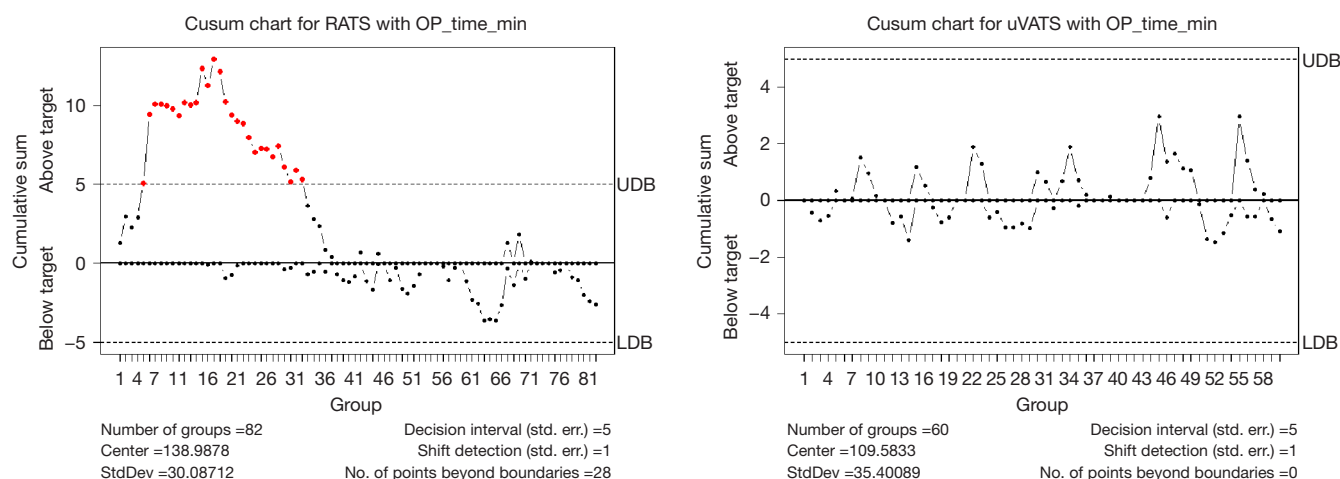 Cusum chart for RATS with OP_time_min
Cumulative sum
Above target
Below target
10
5
0
−5
UDB
LDB
1 4 7 11 16 21 26 31 36 41 46 51 56 61 66 71 76 81
Group
Number of groups =82
Center =138.9878
StdDev =30.08712
Decision interval (std. err.) =5
Shift detection (std. err.) =1
No. of points beyond boundaries =28
Cusum chart for uVATS with OP_time_min
Cumulative sum
Above target
Below target
4
2
0
−2
−4
UDB
LDB
1 4 7 10 13 16 19 22 25 28 31 34 37 40 43 46 49 52 55 58
Group
Number of groups =60
Center =109.5833
StdDev =35.40089
Decision interval (std. err.) =5
Shift detection (std. err.) =1
No. of points beyond boundaries =0